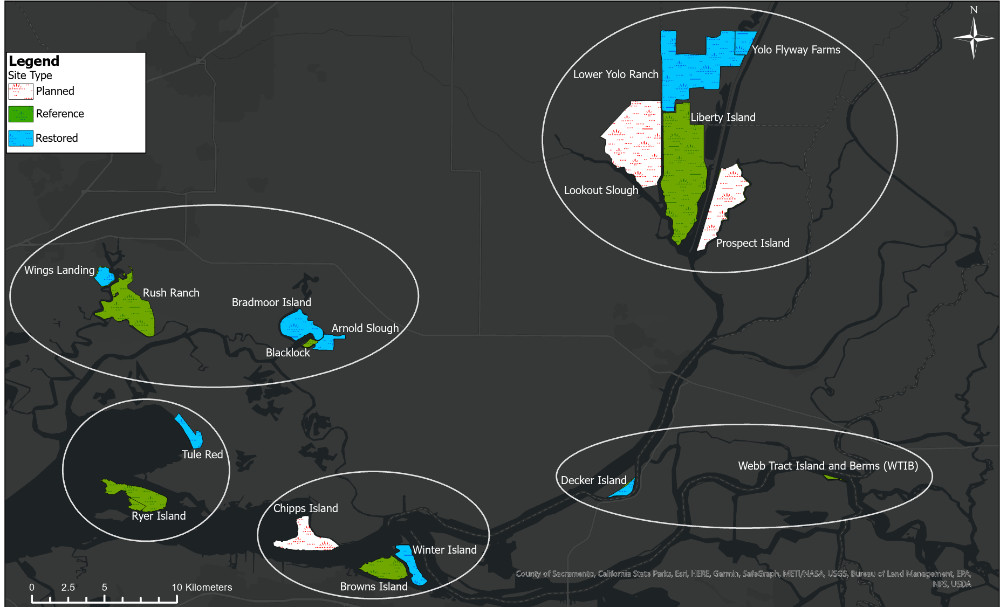 N
Yolo Flyway Farms
Legend
Site Type
Planned
Reference
Restored
Lower Yolo Ranch
Liberty Island
Lookout Slough
Prospect Island
Wings Landing
Rush Ranch
Bradmoor Island
Arnold Slough
Blacklock
Tule Red
Ryer Island
Webb Tract Island and Berms (WTIB)
Decker Island
Chipps Island
Winter Island
Browns Island
0 2.5 5 10 Kilometers
County of Sacramento, California State Parks, Esri, HERE, Garmin, SafeGraph, METI/NASA, USGS, Bureau of Land Management, EPA,
NPS, USDA